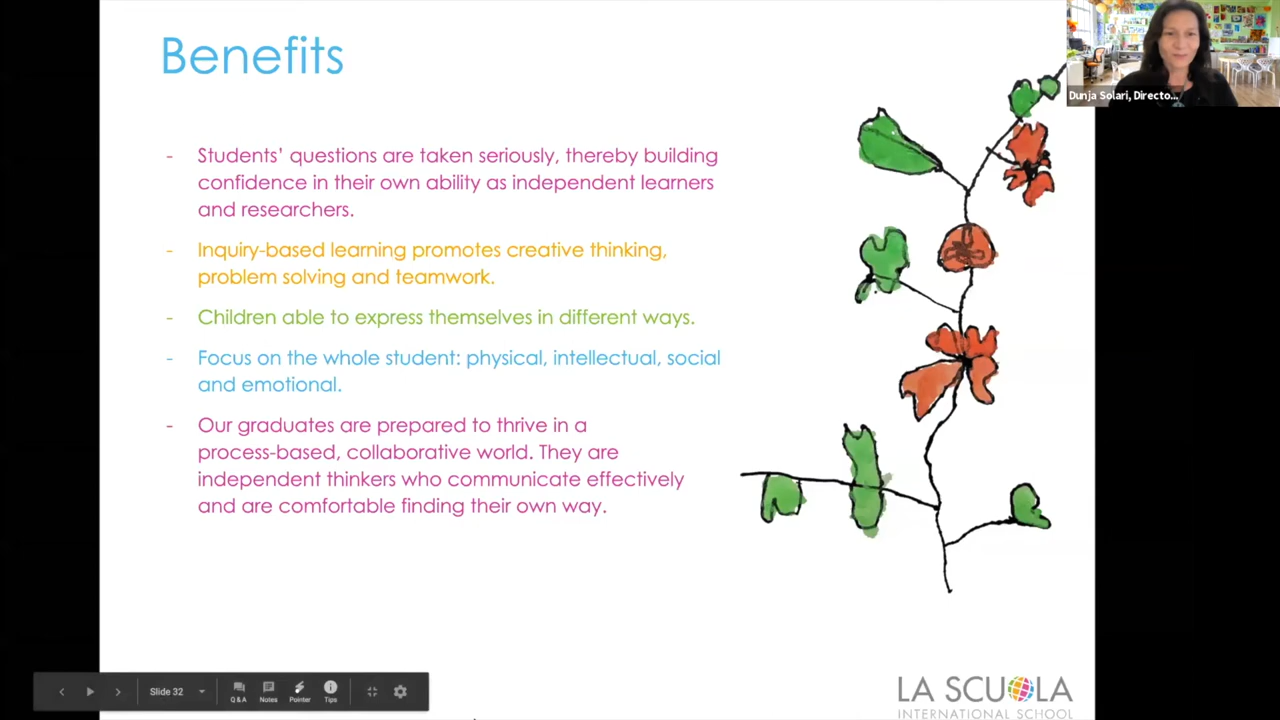 Benefits
Dunja Solari, Directo...
- Students’ questions are taken seriously, thereby building
confidence in their own ability as independent learners
and researchers.
- Inquiry-based learning promotes creative thinking,
problem solving and teamwork.
- Children able to express themselves in different ways.
- Focus on the whole student: physical, intellectual, social
and emotional.
- Our graduates are prepared to thrive in a
process-based, collaborative world. They are
independent thinkers who communicate effectively
and are comfortable finding their own way.
Slide 32
Q & A Notes Pointer Tips
LA SCUOLA
INTERNATIONAL SCHOOL